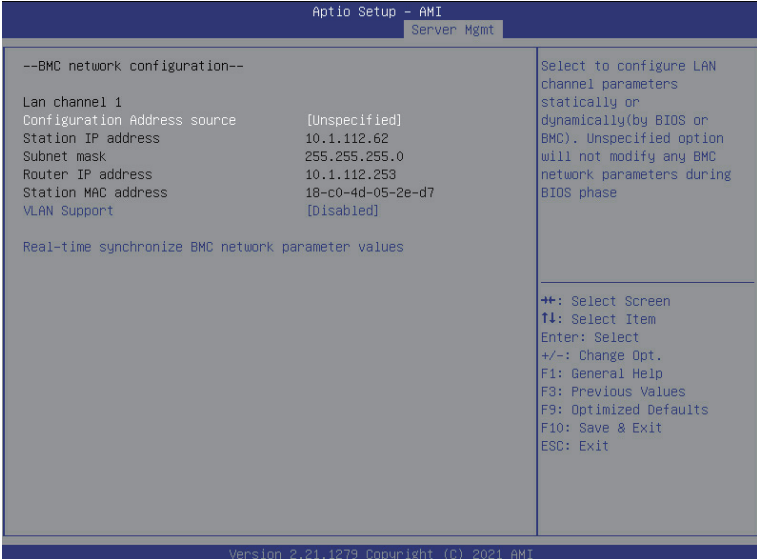 Aptio Setup – AMI
Server Mgmt
--BMC network configuration--
Lan channel 1
Configuration Address source [Unspecified]
Station IP address 10.1.112.62
Subnet mask 255.255.255.0
Router IP address 10.1.112.253
Station MAC address 18-c0-4d-05-2e-d7
VLAN Support [Disabled]
Real-time synchronize BMC network parameter values
Select to configure LAN
channel parameters
statically or
dynamically(by BIOS or
BMC). Unspecified option
will not modify any BMC
network parameters during
BIOS phase
→←: Select Screen
↑↓: Select Item
Enter: Select
+/-: Change Opt.
F1: General Help
F3: Previous Values
F9: Optimized Defaults
F10: Save & Exit
ESC: Exit
Version 2.21.1279 Copyright (C) 2021 AMI